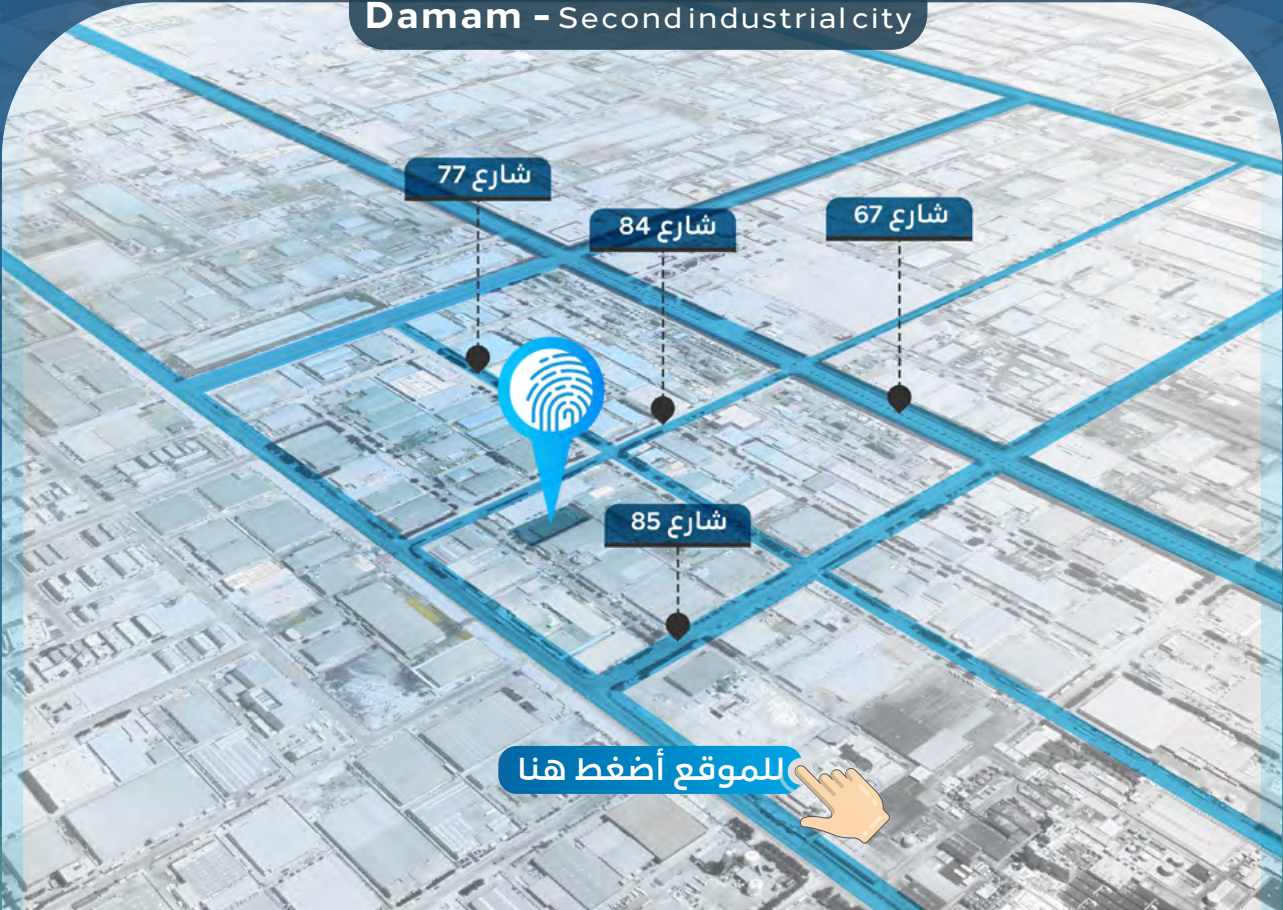 Damam - Second industrial city
شارع 77
شارع 84
شارع 67
شارع 85
للموقع أضغط هنا